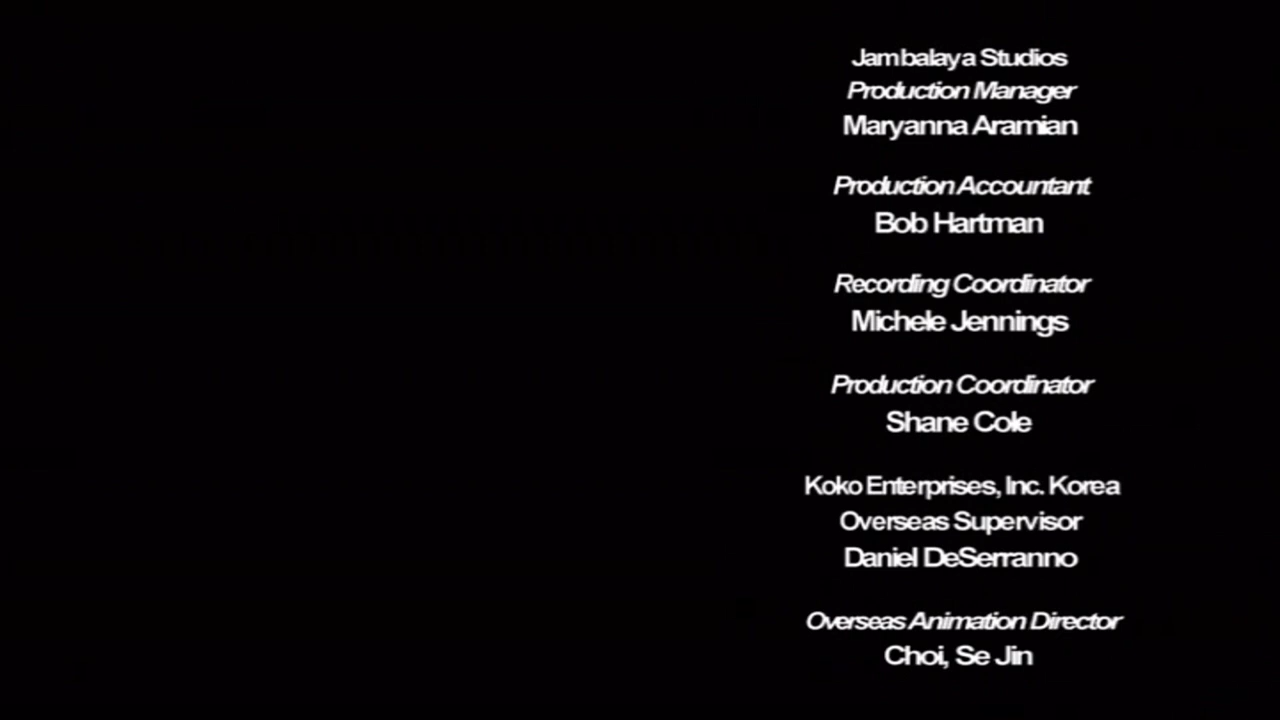 Jambalaya Studios
Production Manager
Maryanna Aramian
Production Accountant
Bob Hartman
Recording Coordinator
Michele Jennings
Production Coordinator
Shane Cole
Koko Enterprises, Inc. Korea
Overseas Supervisor
Daniel DeSerranno
Overseas Animation Director
Choi, Se Jin